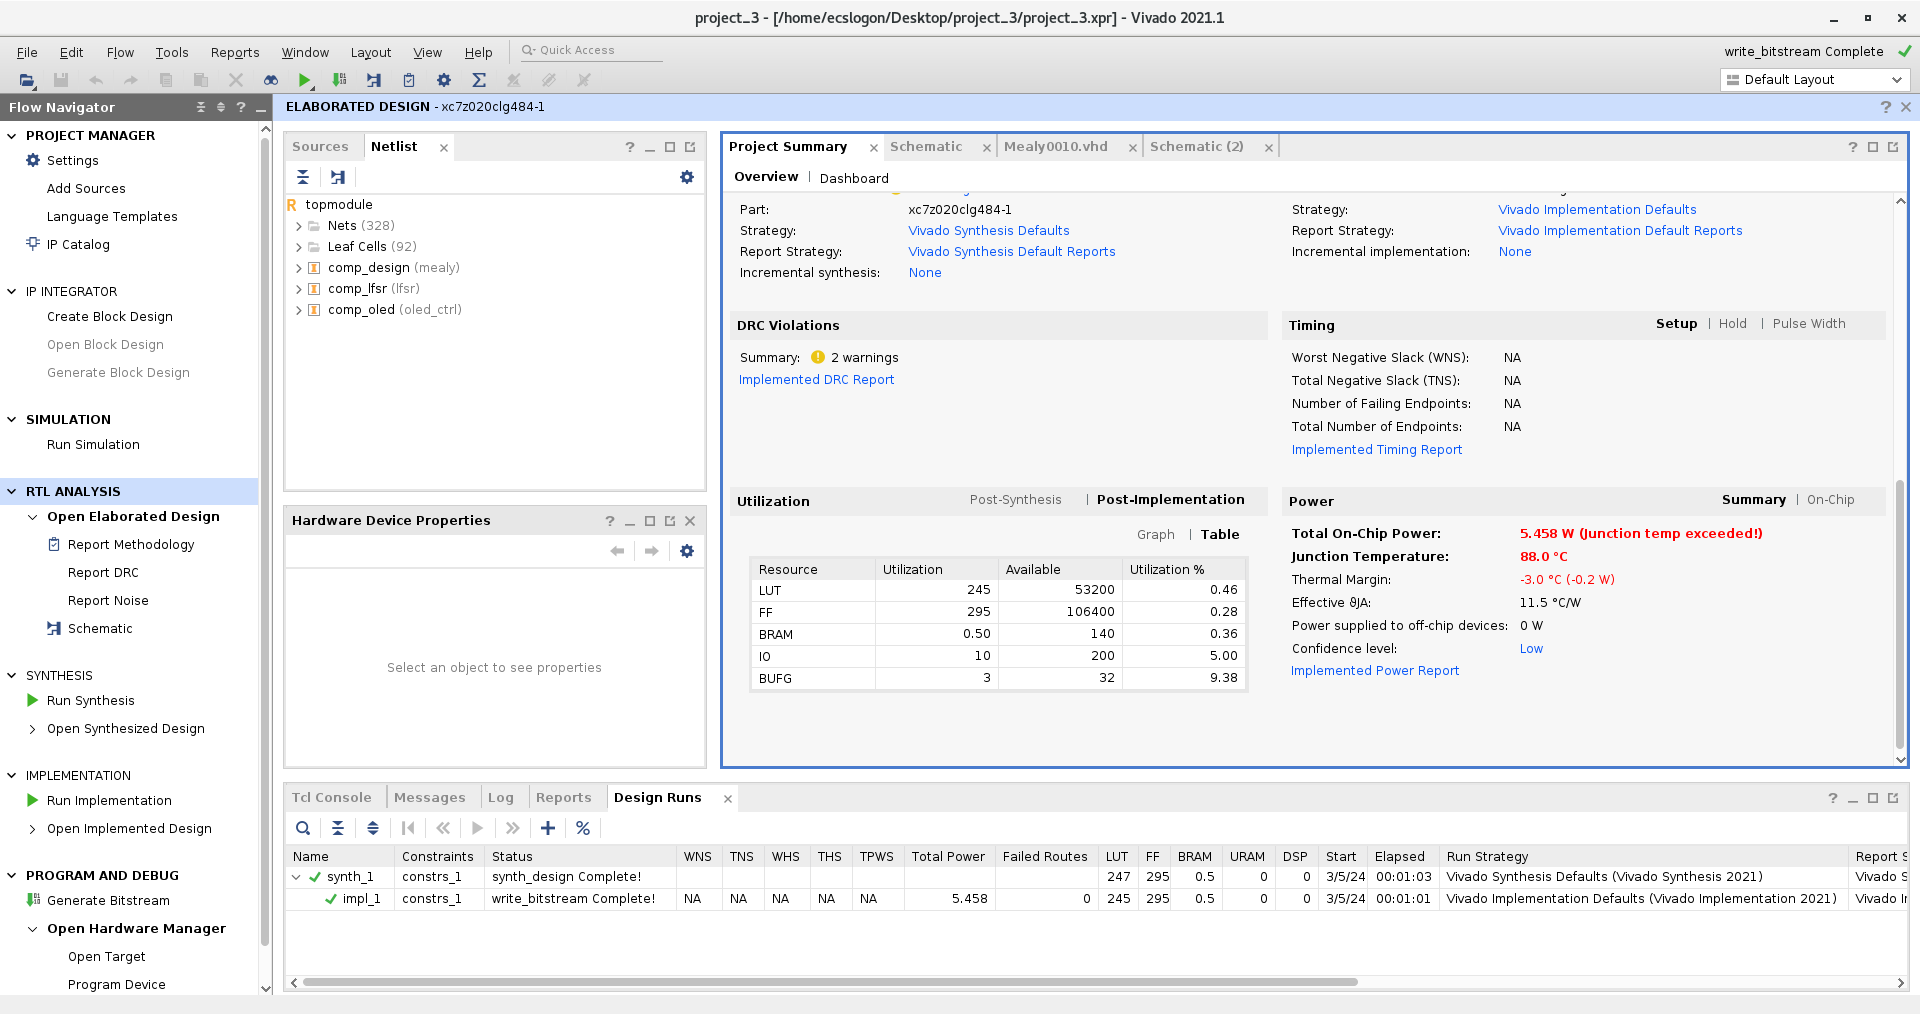 project_3 - [/home/ecslogon/Desktop/project_3/project_3.xpr] - Vivado 2021.1
File Edit Flow Tools Reports Window Layout View Help Quick Access
write_bitstream Complete
Default Layout
Flow Navigator
PROJECT MANAGER
Settings
Add Sources
Language Templates
IP Catalog
IP INTEGRATOR
Create Block Design
Open Block Design
Generate Block Design
SIMULATION
Run Simulation
RTL ANALYSIS
Open Elaborated Design
Report Methodology
Report DRC
Report Noise
Schematic
SYNTHESIS
Run Synthesis
Open Synthesized Design
IMPLEMENTATION
Run Implementation
Open Implemented Design
PROGRAM AND DEBUG
Generate Bitstream
Open Hardware Manager
Open Target
Program Device
ELABORATED DESIGN - xc7z020clg484-1
Sources Netlist
topmodule
Nets (328)
Leaf Cells (92)
comp_design (mealy)
comp_lfsr (lfsr)
comp_oled (oled_ctrl)
Hardware Device Properties
Select an object to see properties
Project Summary Schematic Mealy0010.vhd Schematic (2)
Overview | Dashboard
Part: xc7z020clg484-1
Strategy: Vivado Synthesis Defaults
Report Strategy: Vivado Synthesis Default Reports
Incremental synthesis: None
Strategy: Vivado Implementation Defaults
Report Strategy: Vivado Implementation Default Reports
Incremental implementation: None
DRC Violations
Summary: 2 warnings
Implemented DRC Report
Timing Setup | Hold | Pulse Width
Worst Negative Slack (WNS): NA
Total Negative Slack (TNS): NA
Number of Failing Endpoints: NA
Total Number of Endpoints: NA
Implemented Timing Report
Utilization Post-Synthesis | Post-Implementation
Graph | Table
Resource Utilization Available Utilization %
LUT 245 53200 0.46
FF 295 106400 0.28
BRAM 0.50 140 0.36
IO 10 200 5.00
BUFG 3 32 9.38
Power Summary | On-Chip
Total On-Chip Power: 5.458 W (Junction temp exceeded!)
Junction Temperature: 88.0 °C
Thermal Margin: -3.0 °C (-0.2 W)
Effective ϑJA: 11.5 °C/W
Power supplied to off-chip devices: 0 W
Confidence level: Low
Implemented Power Report
Tcl Console Messages Log Reports Design Runs
Name Constraints Status WNS TNS WHS THS TPWS Total Power Failed Routes LUT FF BRAM URAM DSP Start Elapsed Run Strategy Report S
synth_1 constrs_1 synth_design Complete! 247 295 0.5 0 0 3/5/24 00:01:03 Vivado Synthesis Defaults (Vivado Synthesis 2021) Vivado S
impl_1 constrs_1 write_bitstream Complete! NA NA NA NA NA 5.458 0 245 295 0.5 0 0 3/5/24 00:01:01 Vivado Implementation Defaults (Vivado Implementation 2021) Vivado I